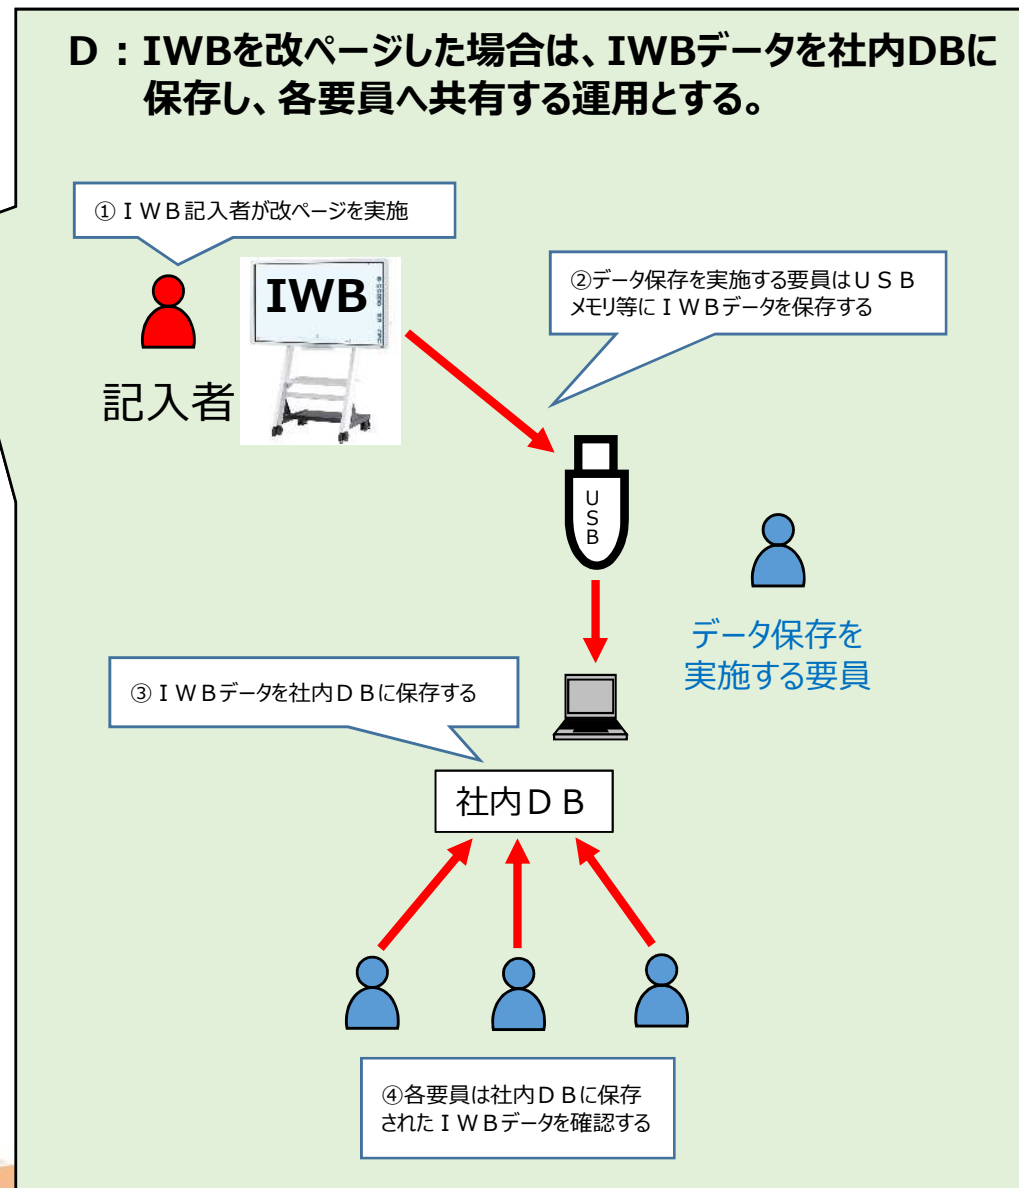 D：IWBを改ページした場合は、IWBデータを社内DBに
保存し、各要員へ共有する運用とする。
①ＩＷＢ記入者が改ページを実施
IWB
②データ保存を実施する要員はＵＳＢ
メモリ等にＩＷＢデータを保存する
記入者
USB
データ保存を
実施する要員
③ＩＷＢデータを社内ＤＢに保存する
社内ＤＢ
④各要員は社内ＤＢに保存
されたＩＷＢデータを確認する